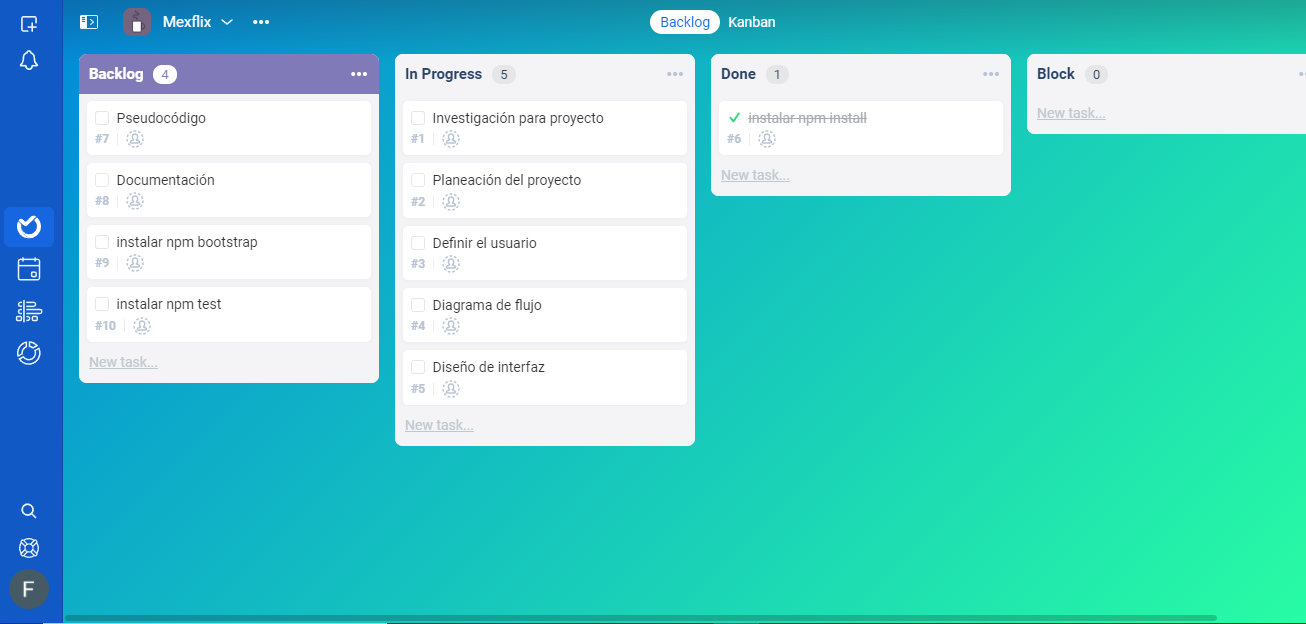 Mexflix
Backlog Kanban
Backlog 4
Pseudocódigo
#7
Documentación
#8
instalar npm bootstrap
#9
instalar npm test
#10
New task...
In Progress 5
Investigación para proyecto
#1
Planeación del proyecto
#2
Definir el usuario
#3
Diagrama de flujo
#4
Diseño de interfaz
#5
New task...
Done 1
instalar npm install
#6
New task...
Block 0
New task...
F